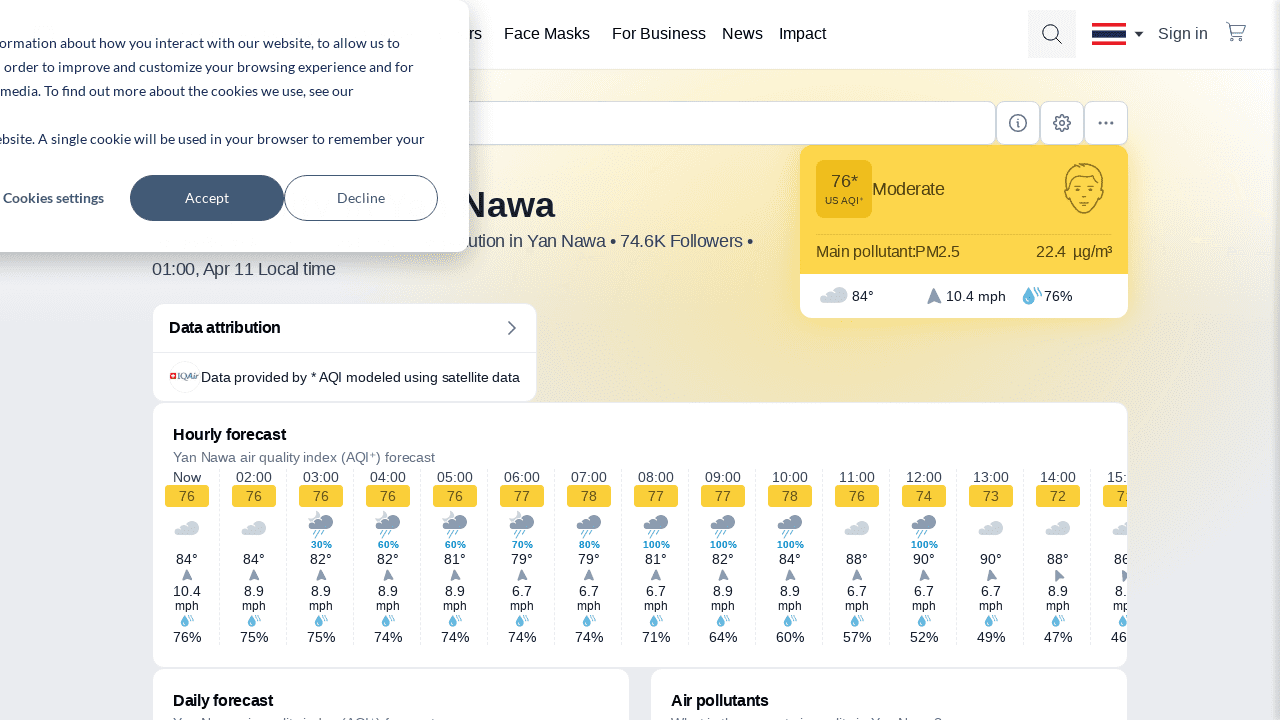 rs Face Masks For Business News Impact Sign in
ormation about how you interact with our website, to allow us to
order to improve and customize your browsing experience and for
media. To find out more about the cookies we use, see our
ebsite. A single cookie will be used in your browser to remember your
Cookies settings Accept Decline
Nawa
ution in Yan Nawa • 74.6K Followers •
01:00, Apr 11 Local time
76*
US AQI⁺
Moderate
Main pollutant:PM2.5 22.4 µg/m³
84° 10.4 mph 76%
Data attribution
IQAir Data provided by * AQI modeled using satellite data
Hourly forecast
Yan Nawa air quality index (AQI⁺) forecast
Now 02:00 03:00 04:00 05:00 06:00 07:00 08:00 09:00 10:00 11:00 12:00 13:00 14:00 15:
76 76 76 76 76 77 78 77 77 78 76 74 73 72
30% 60% 60% 70% 80% 100% 100% 100% 100%
84° 84° 82° 82° 81° 79° 79° 81° 82° 84° 88° 90° 90° 88° 86
10.4 8.9 8.9 8.9 8.9 6.7 6.7 8.9 8.9 8.9 6.7 6.7 6.7 8.9 8.
mph mph mph mph mph mph mph mph mph mph mph mph mph mph mp
76% 75% 75% 74% 74% 74% 74% 71% 64% 60% 57% 52% 49% 47% 46
Daily forecast Air pollutants